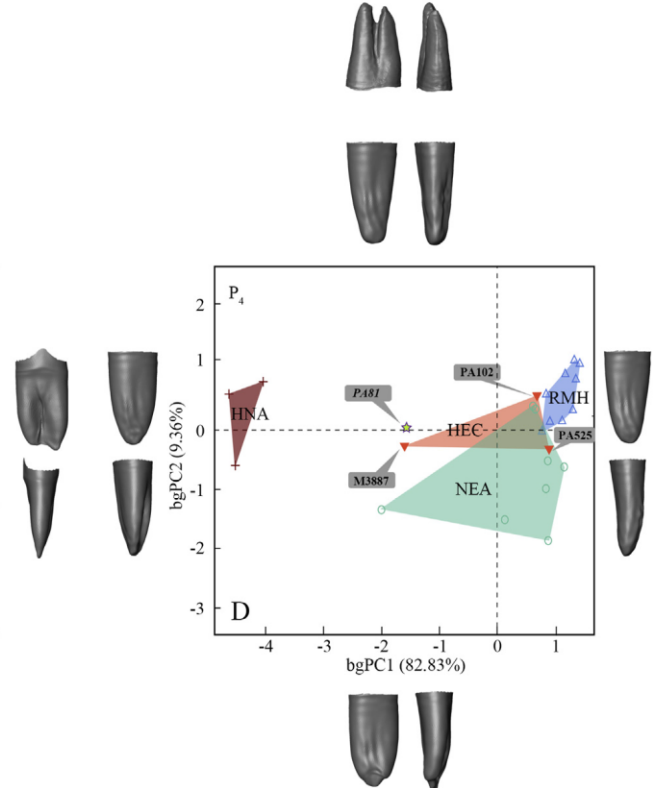 P4
2
1
0
-1
-2
-3
bgPC2 (9.36%)
PA102
PA81
HNA
RMH
HEC
PA525
M3887
NEA
D
-4
-3
-2
-1
0
1
bgPC1 (82.83%)